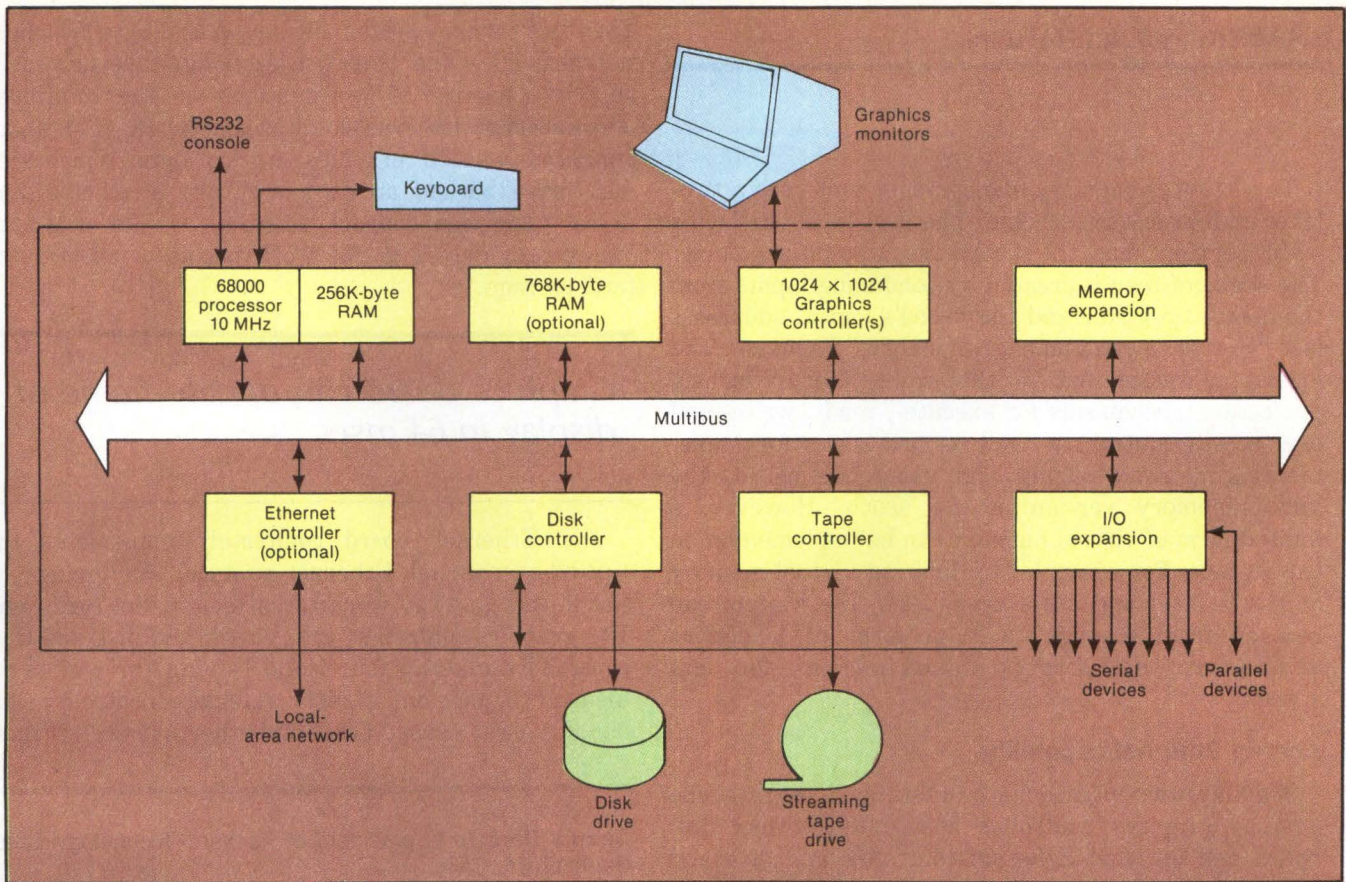 RS232
console
Keyboard
Graphics
monitors
68000
processor
10 MHz
256K-byte
RAM
768K-byte
RAM
(optional)
1024 × 1024
Graphics
controller(s)
Memory
expansion
Multibus
Ethernet
controller
(optional)
Disk
controller
Tape
controller
I/O
expansion
Serial
devices
Parallel
devices
Local-
area network
Disk
drive
Streaming
tape
drive